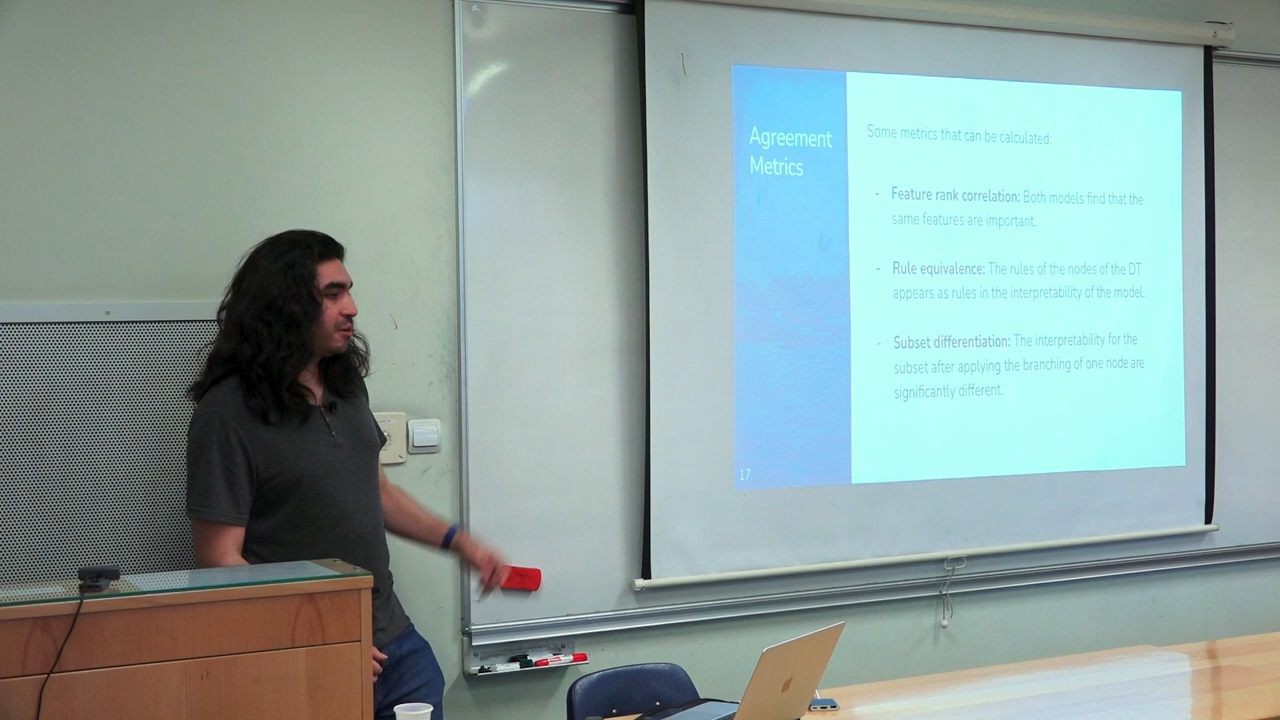 Agreement
Metrics
17
Some metrics that can be calculated:
- Feature rank correlation: Both models find that the
same features are important.
- Rule equivalence: The rules of the nodes of the DT
appears as rules in the interpretability of the model.
- Subset differentiation: The interpretability for the
subset after applying the branching of one node are
significantly different.